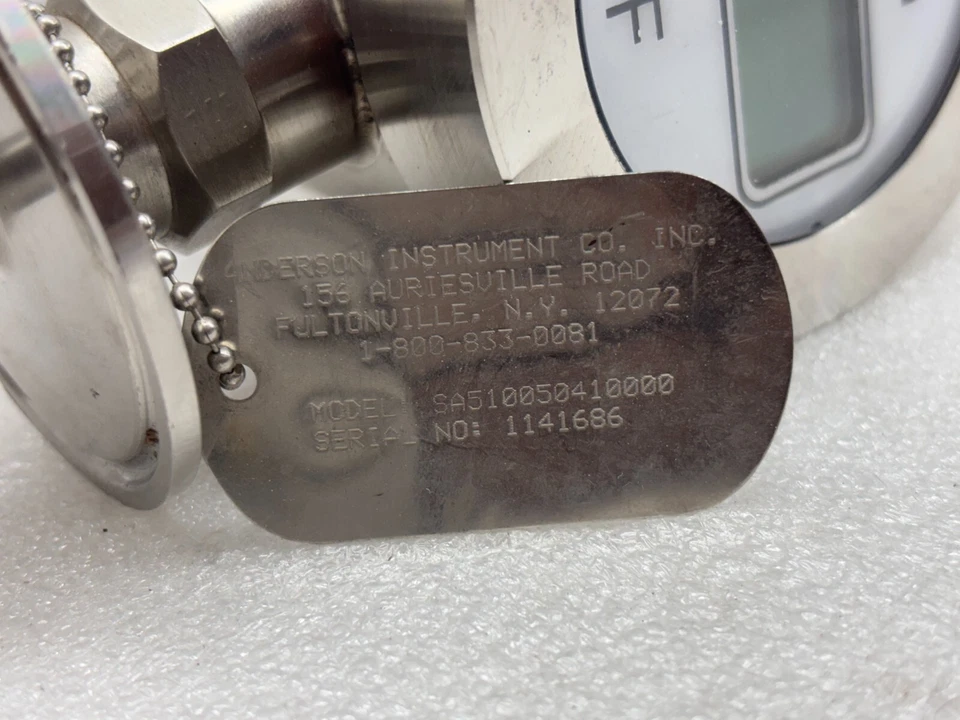 F
ANDERSON INSTRUMENT CO. INC.
156 AURIESVILLE ROAD
FULTONVILLE, N.Y. 12072
1-800-833-0081
MODEL SA510050410000
SERIAL NO: 1141686